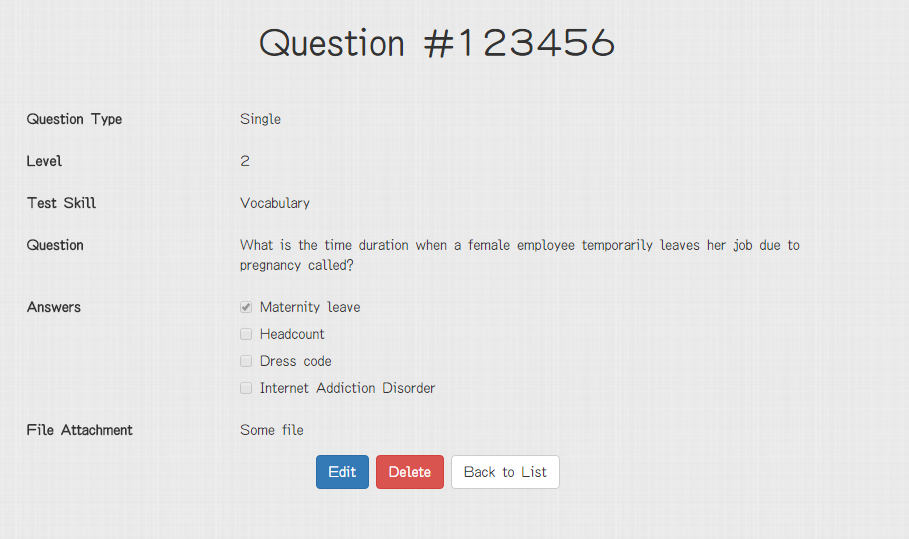 Question #123456
Question Type Single
Level 2
Test Skill Vocabulary
Question What is the time duration when a female employee temporarily leaves her job due to
pregnancy called?
Answers Maternity leave
Headcount
Dress code
Internet Addiction Disorder
File Attachment Some file
Edit Delete Back to List